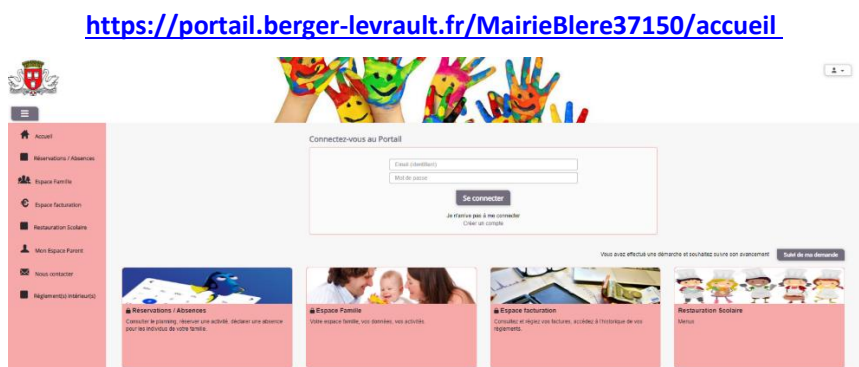 https://portail.berger-levrault.fr/MairieBlere37150/accueil
Accueil
Réservations / Absences
Espace Famille
Espace facturation
Restauration Scolaire
Mon Espace Parent
Nous contacter
Règlement(s) intérieur(s)
Connectez-vous au Portail
Email (identifiant)
Mot de passe
Se connecter
Je n'arrive pas à me connecter
Créer un compte
Vous avez effectué une démarche et souhaitez suivre son avancement
Suivi de ma demande
Réservations / Absences
Consulter le planning, réserver une activité, déclarer une absence
pour les individus de votre famille.
Espace Famille
Votre espace famille, vos données, vos activités.
Espace facturation
Consultez et réglez vos factures, accédez à l'historique de vos
règlements.
Restauration Scolaire
Menus